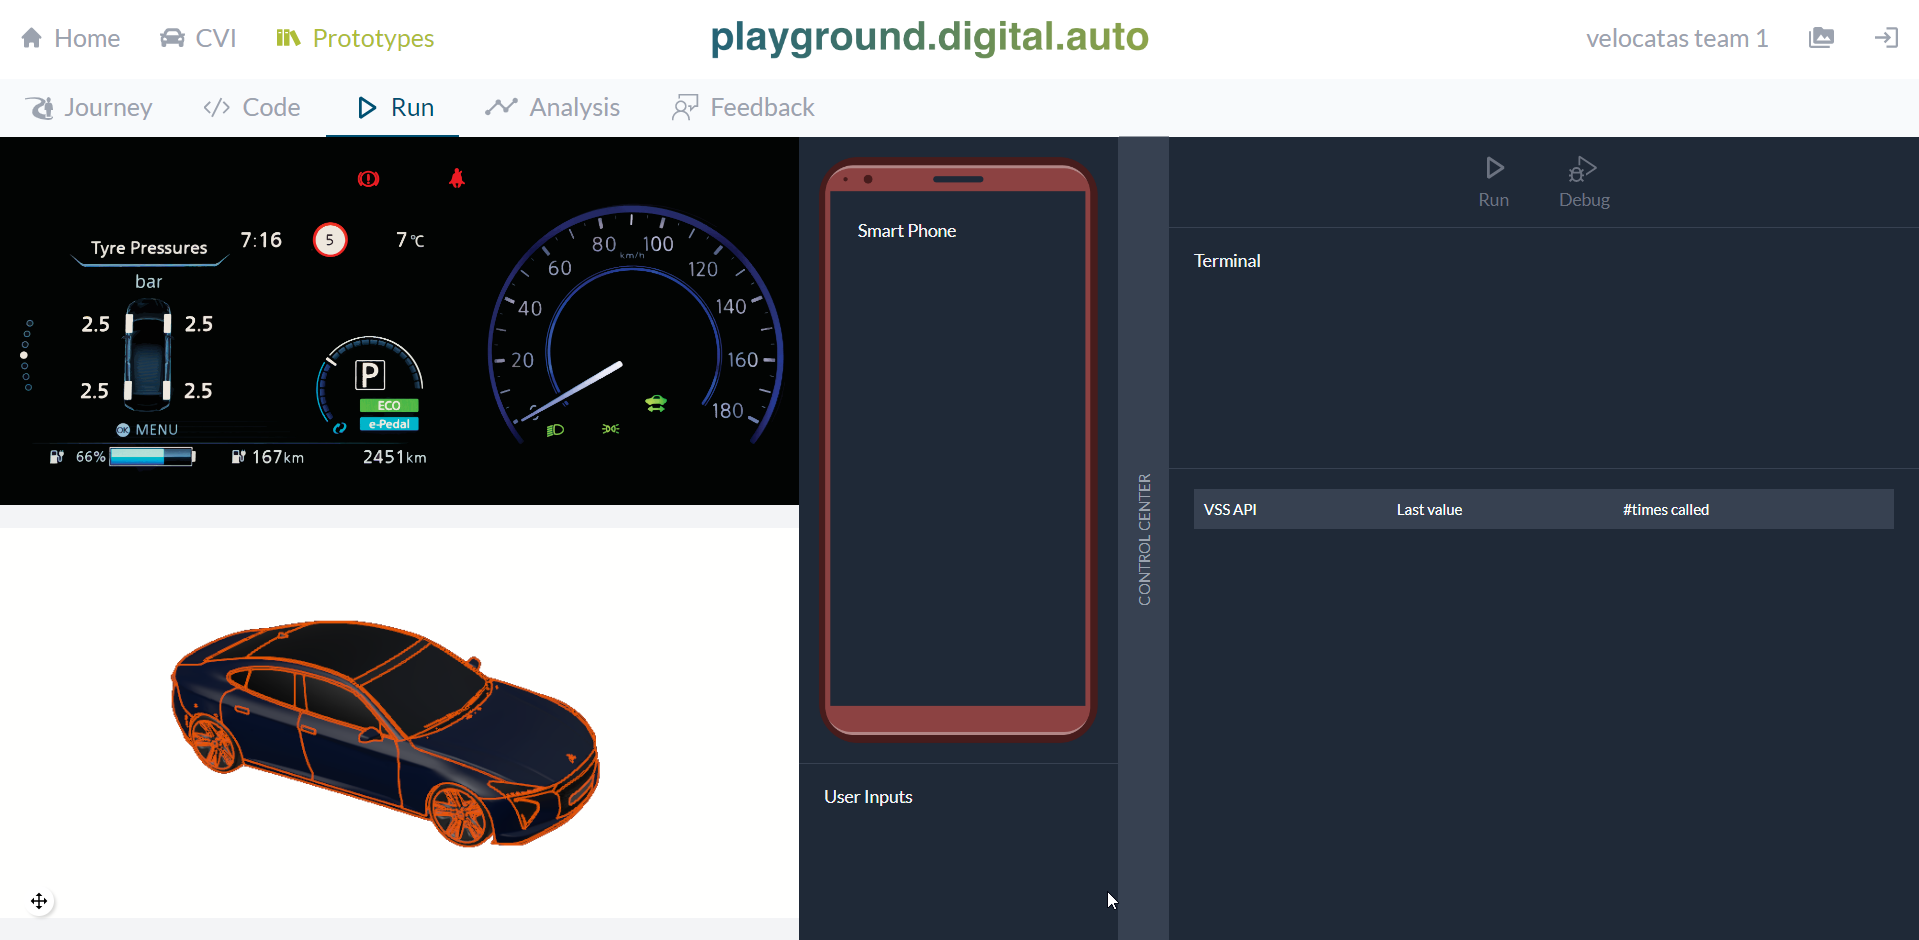 Home CVI Prototypes playground.digital.auto velocatas team 1
Journey Code Run Analysis Feedback
Tyre Pressures 7:16 5 7°C
bar
2.5 2.5
2.5 2.5
OK MENU
66% 167km 2451km
P
ECO
e-Pedal
0 20 40 60 80 100 120 140 160 180
km/h
Smart Phone
User Inputs
CONTROL CENTER
Run Debug
Terminal
VSS API Last value #times called